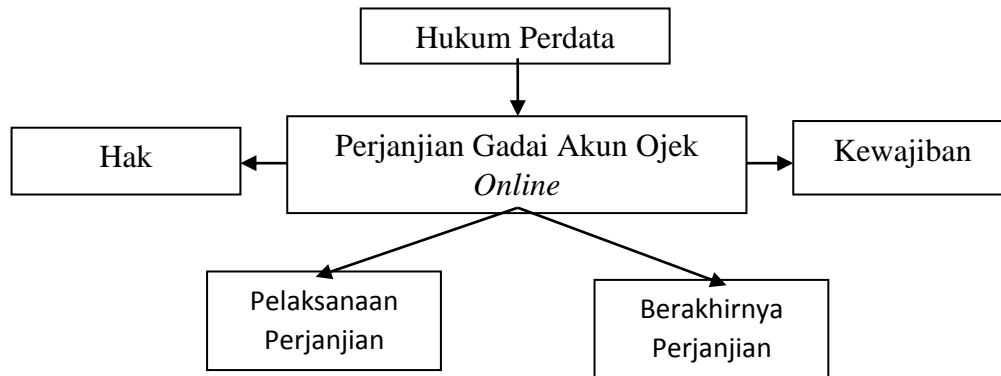 Hukum Perdata
Hak
Perjanjian Gadai Akun Ojek
Online
Kewajiban
Pelaksanaan
Perjanjian
Berakhirnya
Perjanjian